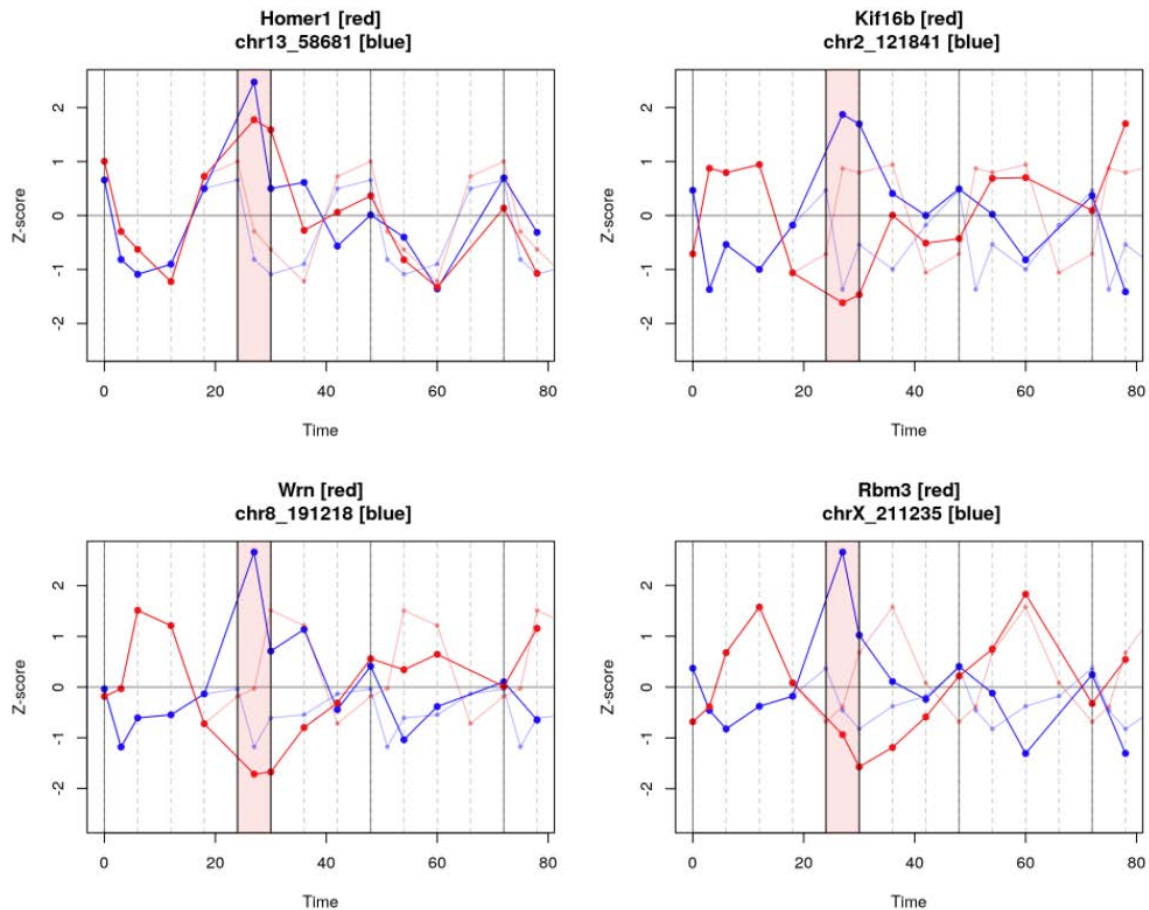 Homer1 [red]
chr13_58681 [blue]
Z-score
2
1
0
-1
-2
0 20 40 60 80
Time
Kif16b [red]
chr2_121841 [blue]
Z-score
2
1
0
-1
-2
0 20 40 60 80
Time
Wrn [red]
chr8_191218 [blue]
Z-score
2
1
0
-1
-2
0 20 40 60 80
Time
Rbm3 [red]
chrX_211235 [blue]
Z-score
2
1
0
-1
-2
0 20 40 60 80
Time